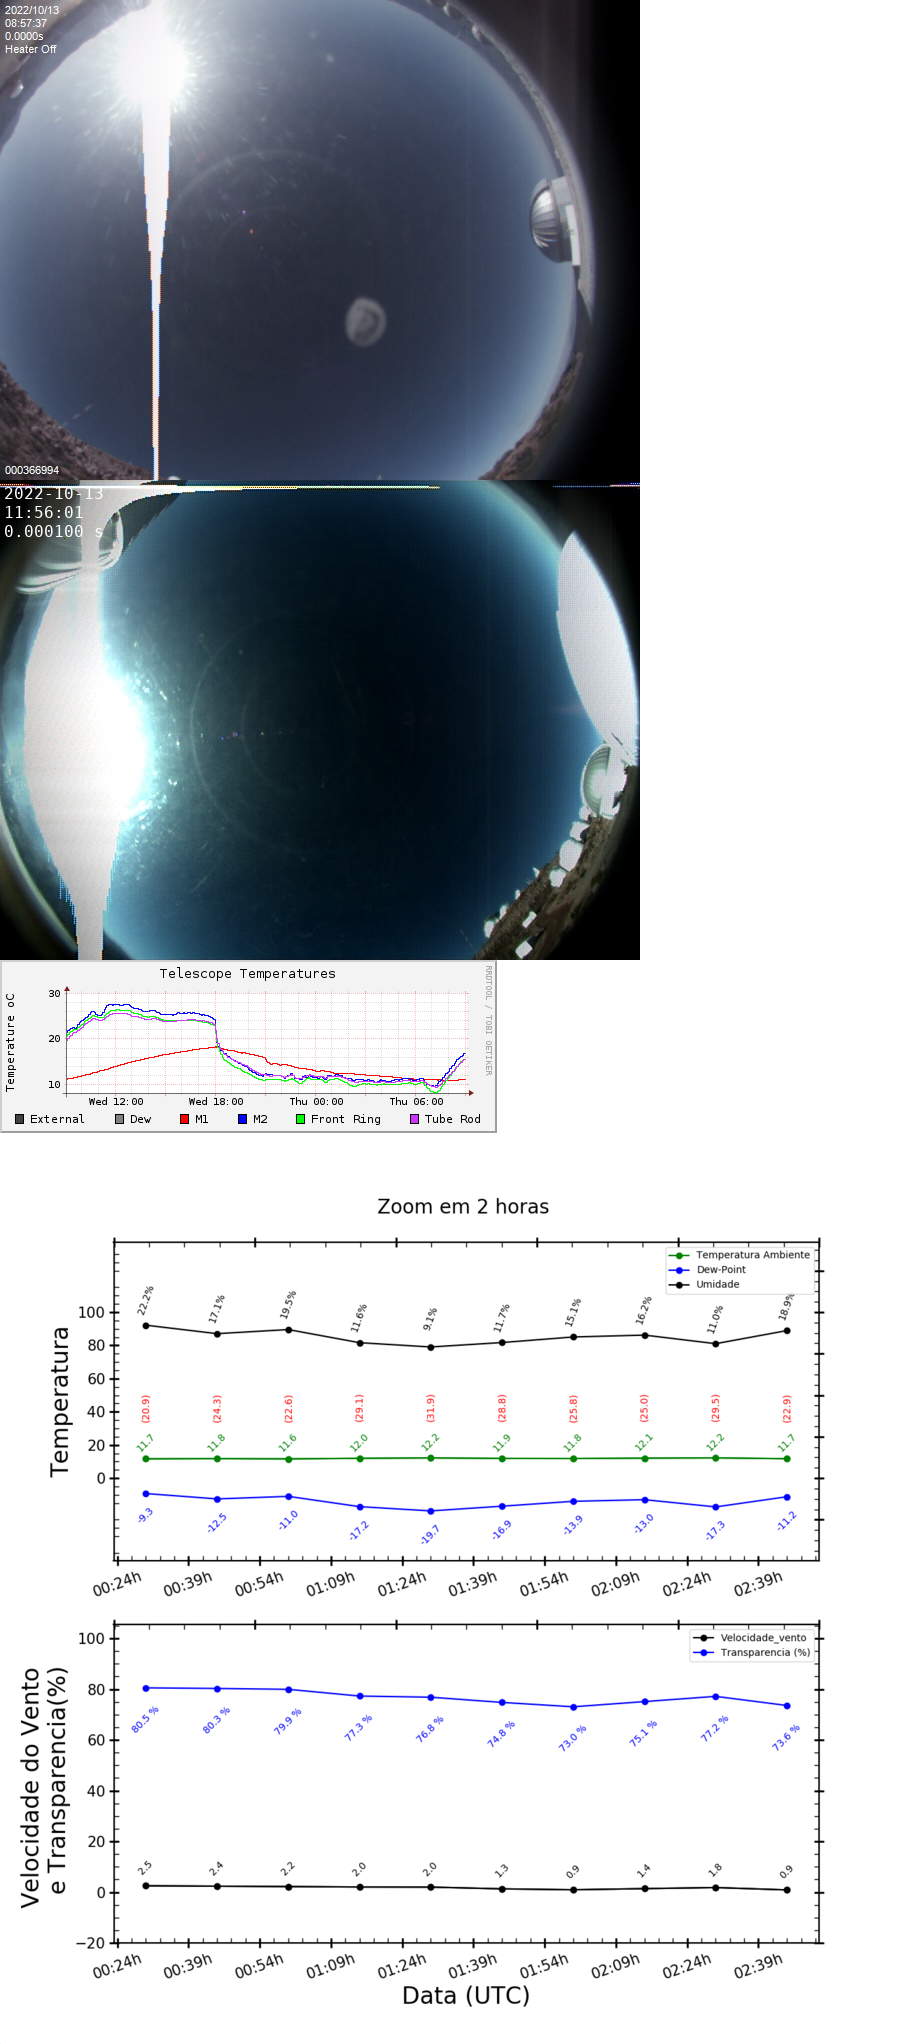 2022/10/13
08:57:37
0.0000s
Heater Off
000366994
2022-10-13
11:56:01
0.000100 s
Telescope Temperatures
RRDTOOL / TOBI OETIKER
Temperature oC
30
20
10
Wed 12:00 Wed 18:00 Thu 00:00 Thu 06:00
External Dew M1 M2 Front Ring Tube Rod
Zoom em 2 horas
Temperatura
Temperatura Ambiente
Dew-Point
Umidade
100
80
60
40
20
0
22.2% 17.1% 19.5% 11.6% 9.1% 11.7% 15.1% 16.2% 11.0% 18.9%
(20.9) (24.3) (22.6) (29.1) (31.9) (28.8) (25.8) (25.0) (29.5) (22.9)
11.7 11.8 11.6 12.0 12.2 11.9 11.8 12.1 12.2 11.7
-9.3 -12.5 -11.0 -17.2 -19.7 -16.9 -13.9 -13.0 -17.3 -11.2
00:24h 00:39h 00:54h 01:09h 01:24h 01:39h 01:54h 02:09h 02:24h 02:39h
Velocidade do Vento
e Transparencia(%)
Velocidade_vento
Transparencia (%)
100
80
60
40
20
0
−20
80.5 % 80.3 % 79.9 % 77.3 % 76.8 % 74.8 % 73.0 % 75.1 % 77.2 % 73.6 %
2.5 2.4 2.2 2.0 2.0 1.3 0.9 1.4 1.8 0.9
00:24h 00:39h 00:54h 01:09h 01:24h 01:39h 01:54h 02:09h 02:24h 02:39h
Data (UTC)